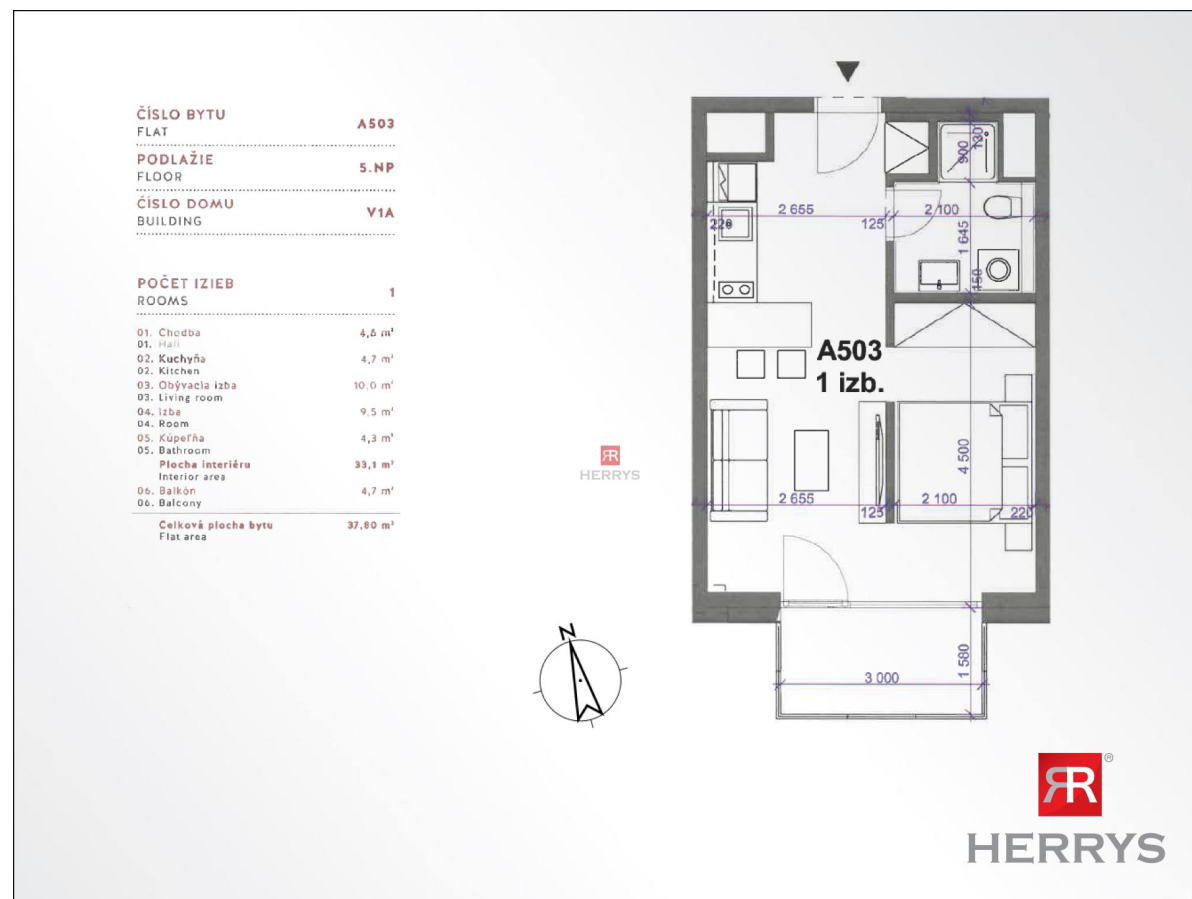 ČÍSLO BYTU
FLAT
A503
PODLAŽIE
FLOOR
5.NP
ČÍSLO DOMU
BUILDING
V1A
POČET IZIEB
ROOMS
1
01. Chodba 4,6 m²
01. Hall
02. Kuchyňa 4,7 m²
02. Kitchen
03. Obývacia izba 10,0 m²
03. Living room
04. Izba 9,5 m²
04. Room
05. Kúpeľňa 4,3 m²
05. Bathroom
Plocha interiéru 33,1 m²
Interior area
06. Balkón 4,7 m²
06. Balcony
Celková plocha bytu 37,80 m²
Flat area
130
900
2 655
2 100
220
125
1 645
150
A503
1 izb.
4 500
2 655
2 100
125
220
1 580
3 000
N
RR
HERRYS
RR®
HERRYS